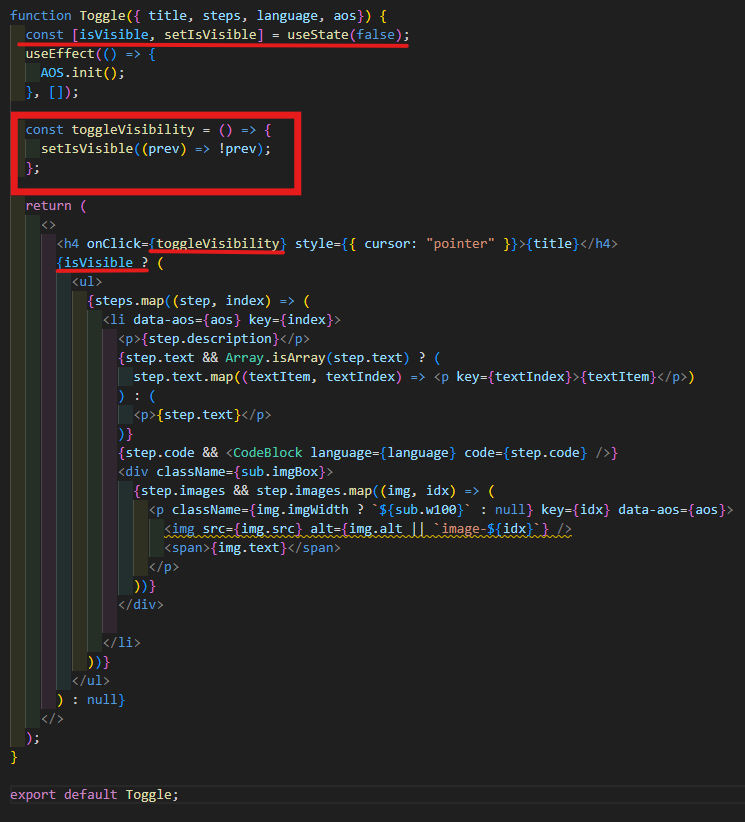 function Toggle({ title, steps, language, aos}) {
const [isVisible, setIsVisible] = useState(false);
useEffect(() => {
AOS.init();
}, []);
const toggleVisibility = () => {
setIsVisible((prev) => !prev);
};
return (
<>
<h4 onClick={toggleVisibility} style={{ cursor: "pointer" }}>{title}</h4>
{isVisible ? (
<ul>
{steps.map((step, index) => (
<li data-aos={aos} key={index}>
<p>{step.description}</p>
{step.text && Array.isArray(step.text) ? (
step.text.map((textItem, textIndex) => <p key={textIndex}>{textItem}</p>)
) : (
<p>{step.text}</p>
)}
{step.code && <CodeBlock language={language} code={step.code} />}
<div className={sub.imgBox}>
{step.images && step.images.map((img, idx) => (
<p className={img.imgWidth ? `${sub.w100}` : null} key={idx} data-aos={aos}>
<img src={img.src} alt={img.alt || `image-${idx}`} />
<span>{img.text}</span>
</p>
))}
</div>
</li>
))}
</ul>
) : null}
</>
);
}
export default Toggle;